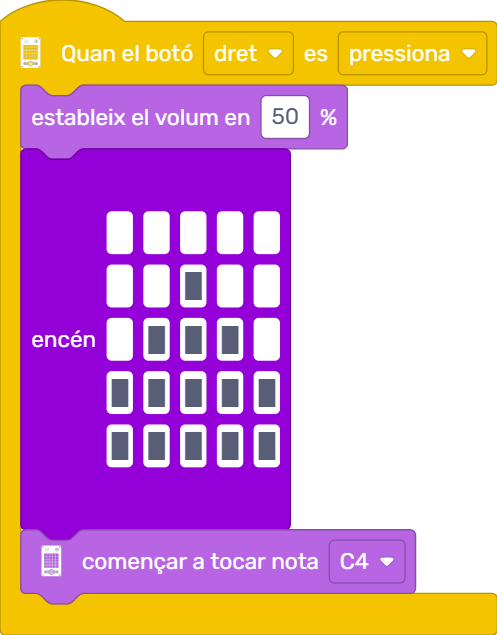 Quan el botó dret es pressiona
estableix el volum en 50 %
encén
començar a tocar nota C4